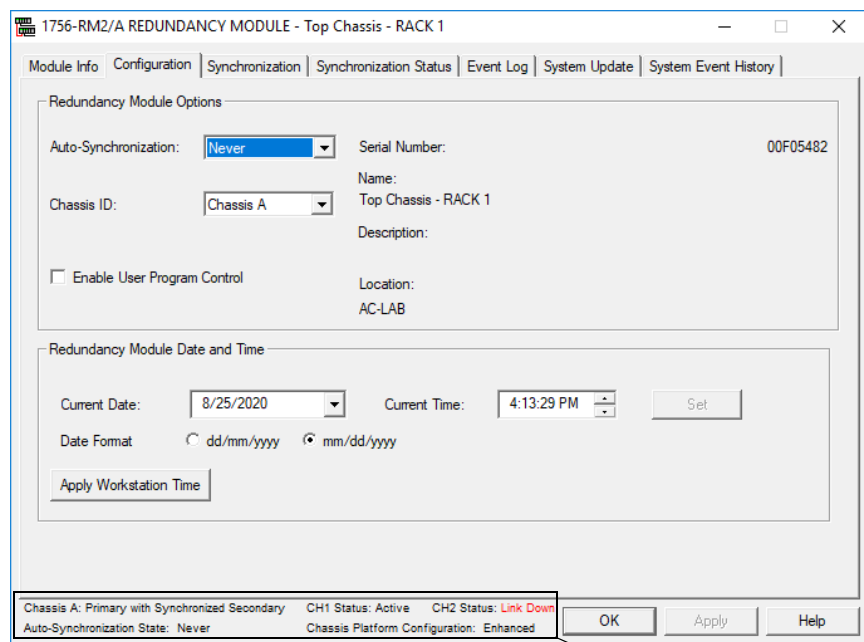 1756-RM2/A REDUNDANCY MODULE - Top Chassis - RACK 1
Module Info Configuration Synchronization Synchronization Status Event Log System Update System Event History
Redundancy Module Options
Auto-Synchronization: Never Serial Number: 00F05482
Name:
Chassis ID: Chassis A Top Chassis - RACK 1
Description:
Enable User Program Control Location:
AC-LAB
Redundancy Module Date and Time
Current Date: 8/25/2020 Current Time: 4:13:29 PM Set
Date Format dd/mm/yyyy mm/dd/yyyy
Apply Workstation Time
Chassis A: Primary with Synchronized Secondary CH1 Status: Active CH2 Status: Link Down
Auto-Synchronization State: Never Chassis Platform Configuration: Enhanced
OK Apply Help